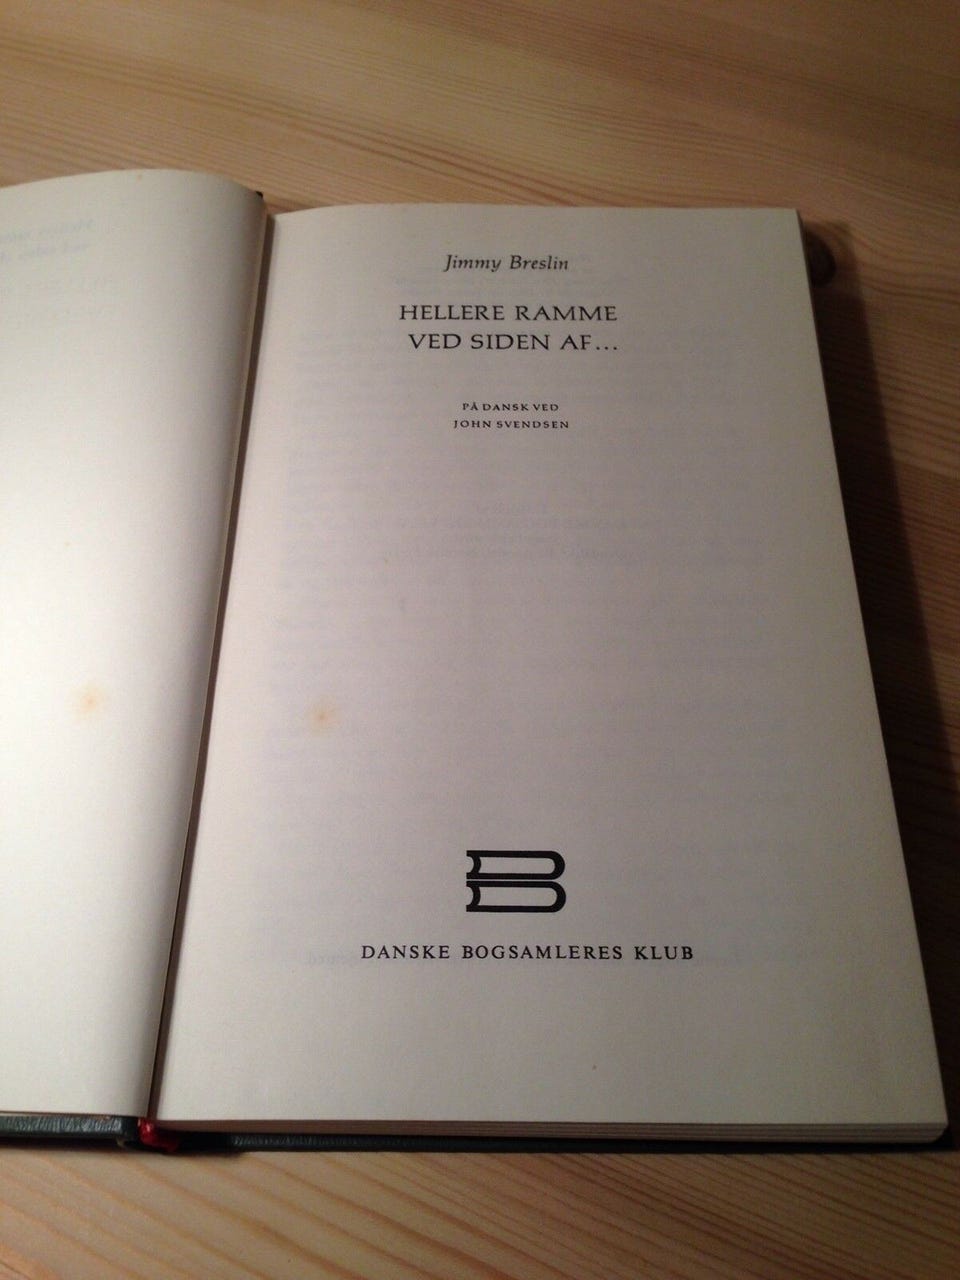 Jimmy Breslin
HELLERE RAMME
VED SIDEN AF...
PÅ DANSK VED
JOHN SVENDSEN
DANSKE BOGSAMLERES KLUB